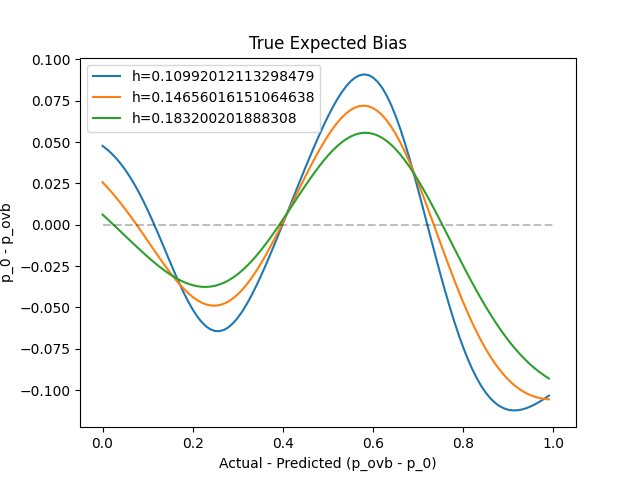 True Expected Bias
h=0.10992012113298479
h=0.14656016151064638
h=0.183200201888308
0.100
0.075
0.050
0.025
0.000
−0.025
−0.050
−0.075
−0.100
p_0 - p_ovb
0.0 0.2 0.4 0.6 0.8 1.0
Actual - Predicted (p_ovb - p_0)